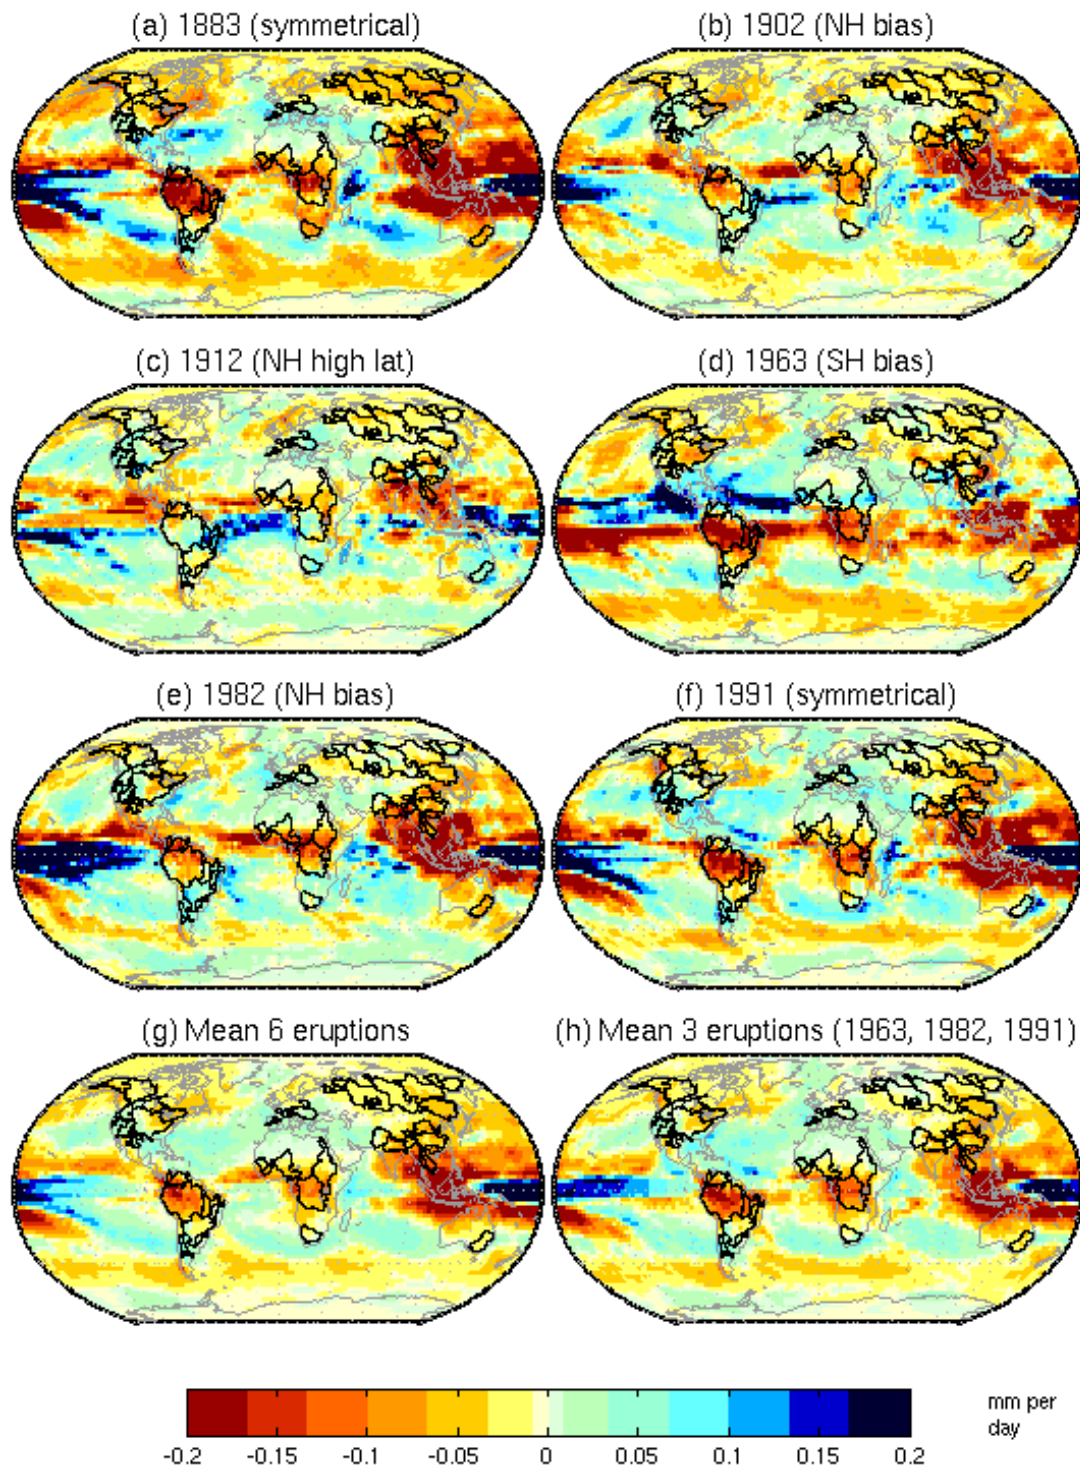 (a) 1883 (symmetrical)
(b) 1902 (NH bias)
(c) 1912 (NH high lat)
(d) 1963 (SH bias)
(e) 1982 (NH bias)
(f) 1991 (symmetrical)
(g) Mean 6 eruptions
(h) Mean 3 eruptions (1963, 1982, 1991)
mm per
day
-0.2 -0.15 -0.1 -0.05 0 0.05 0.1 0.15 0.2